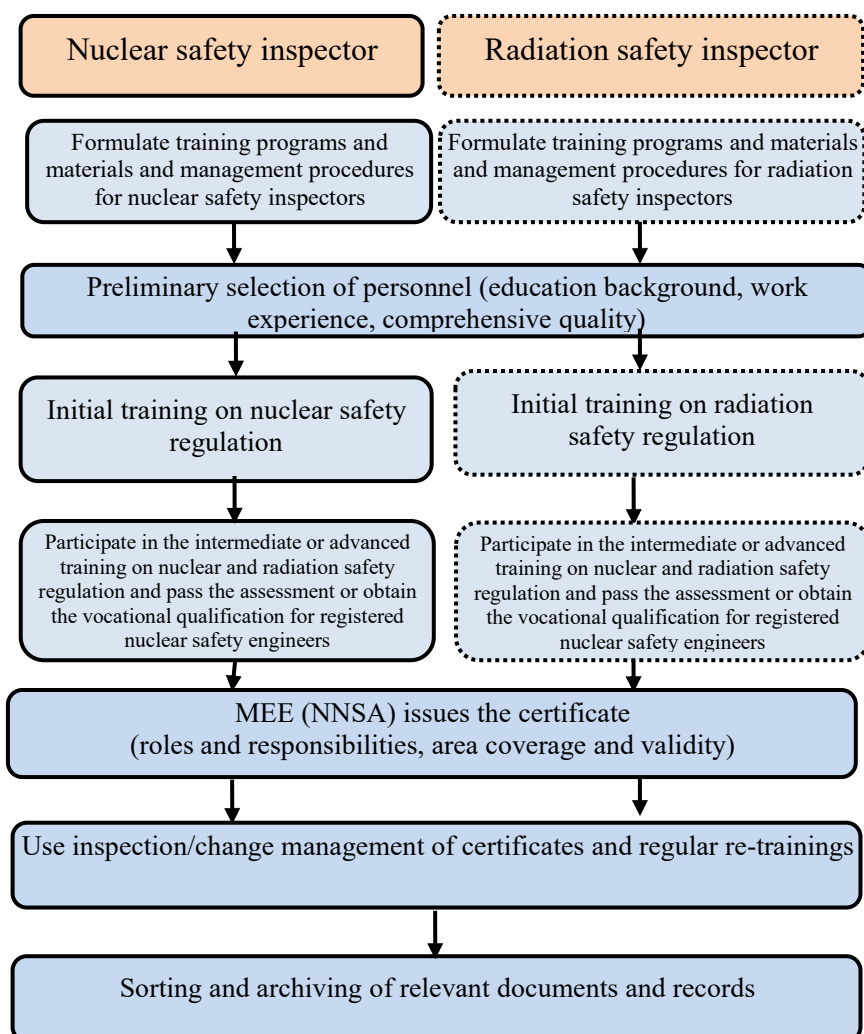 Nuclear safety inspector
Radiation safety inspector
Formulate training programs and
materials and management procedures
for nuclear safety inspectors
Formulate training programs and materials
and management procedures for radiation
safety inspectors
Preliminary selection of personnel (education background, work
experience, comprehensive quality)
Initial training on nuclear safety
regulation
Initial training on radiation
safety regulation
Participate in the intermediate or advanced
training on nuclear and radiation safety
regulation and pass the assessment or obtain
the vocational qualification for registered
nuclear safety engineers
Participate in the intermediate or advanced
training on nuclear and radiation safety
regulation and pass the assessment or obtain
the vocational qualification for registered
nuclear safety engineers
MEE (NNSA) issues the certificate
(roles and responsibilities, area coverage and validity)
Use inspection/change management of certificates and regular re-trainings
Sorting and archiving of relevant documents and records